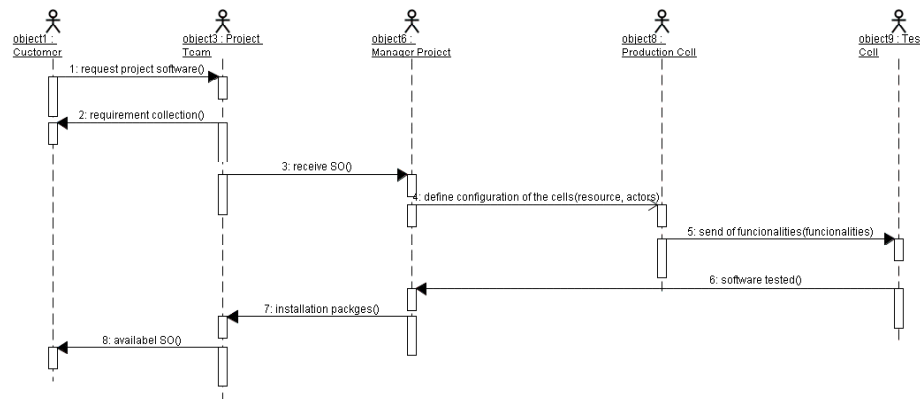 object1 :
Customer
object3 : Project
Team
object6 :
Manager Project
object8 :
Production Cell
object9 : Tes
Cell
1: request project software()
2: requirement collection()
3: receive SO()
4: define configuration of the cells(resource, actors)
5: send of funcionalities(funcionalities)
6: software tested()
7: installation packges()
8: availabel SO()